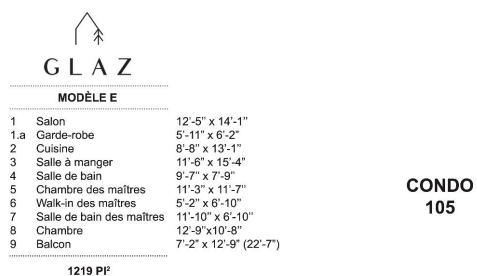 GLAZ
MODÈLE E
1 Salon 12'-5" x 14'-1"
1.a Garde-robe 5'-11" x 6'-2"
2 Cuisine 8'-8" x 13'-1"
3 Salle à manger 11'-6" x 15'-4"
4 Salle de bain 9'-7" x 7'-9"
5 Chambre des maîtres 11'-3" x 11'-7"
6 Walk-in des maîtres 5'-2" x 6'-10"
7 Salle de bain des maîtres 11'-10" x 6'-10"
8 Chambre 12'-9"x10'-8"
9 Balcon 7'-2" x 12'-9" (22'-7")
1219 PI²
CONDO
105